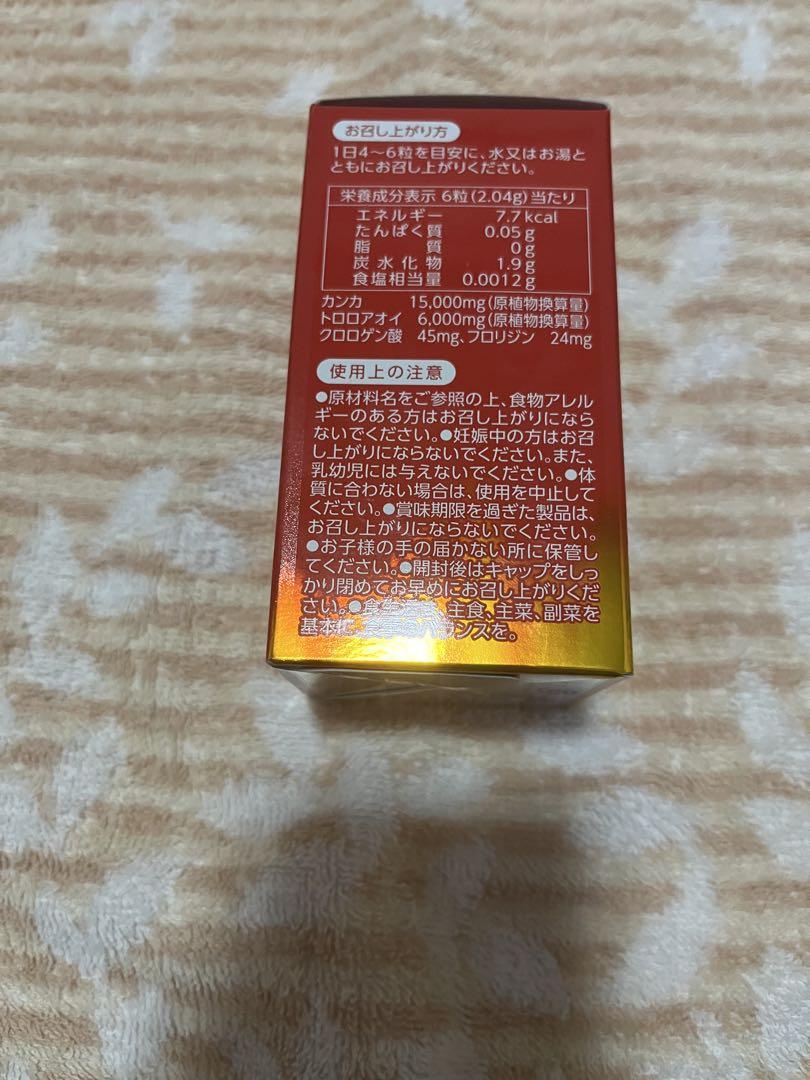 お召し上がり方
1日4〜6粒を目安に、水又はお湯と
ともにお召し上がりください。
栄養成分表示 6粒(2.04g)当たり
エネルギー 7.7kcal
たんぱく質 0.05g
脂質 0g
炭水化物 1.9g
食塩相当量 0.0012g
カンカ 15,000mg(原植物換算量)
トロロアオイ 6,000mg(原植物換算量)
クロロゲン酸 45mg、フロリジン 24mg
使用上の注意
●原材料名をご参照の上、食物アレル
ギーのある方はお召し上がりになら
ないでください。●妊娠中の方はお召
し上がりにならないでください。また、
乳幼児には与えないでください。●体
質に合わない場合は、使用を中止して
ください。●賞味期限を過ぎた製品は、
お召し上がりにならないでください。
●お子様の手の届かない所に保管し
てください。●開封後はキャップをしっ
かり閉めてお早めにお召し上がりくだ
さい。●食生活は、主食、主菜、副菜を
基本に、食事のバランスを。